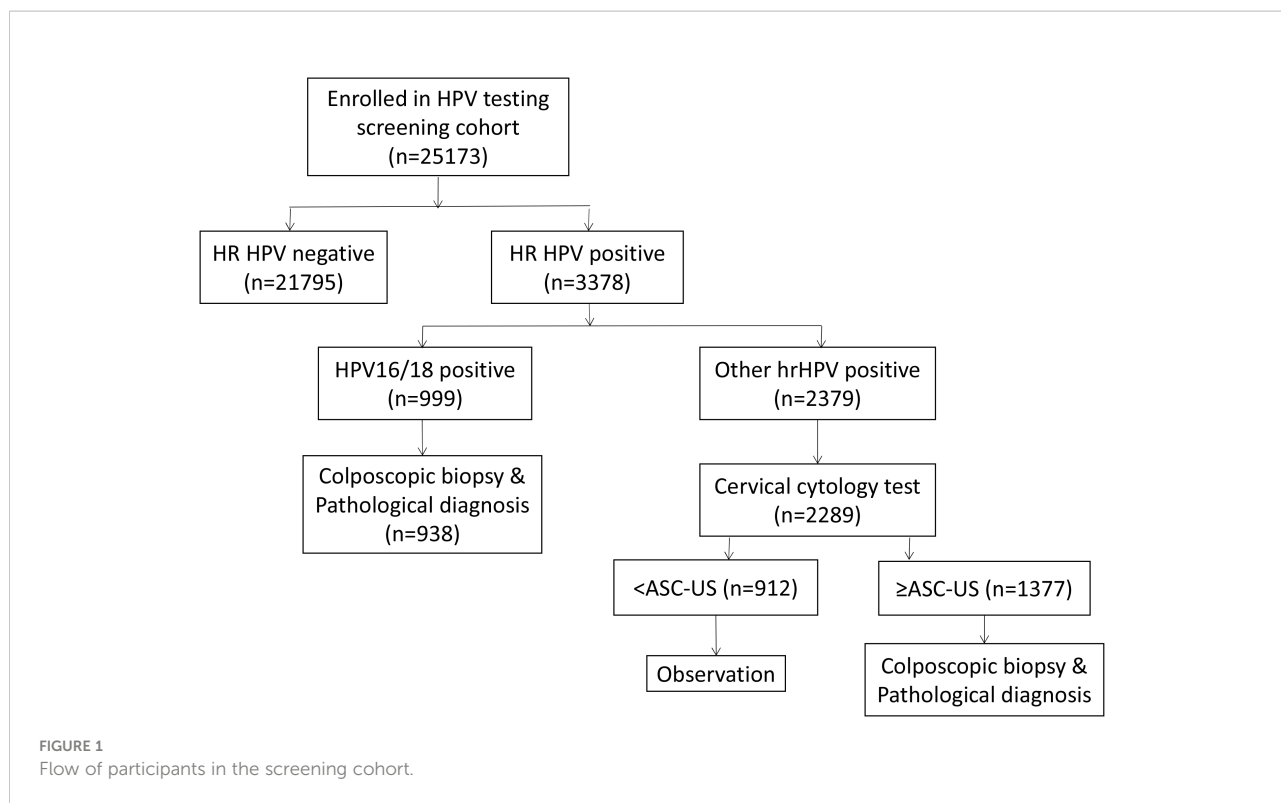 Enrolled in HPV testing
screening cohort
(n=25173)
HR HPV negative
(n=21795)
HR HPV positive
(n=3378)
HPV16/18 positive
(n=999)
Other hrHPV positive
(n=2379)
Colposcopic biopsy &
Pathological diagnosis
(n=938)
Cervical cytology test
(n=2289)
<ASC-US (n=912)
≥ASC-US (n=1377)
Observation
Colposcopic biopsy &
Pathological diagnosis
FIGURE 1
Flow of participants in the screening cohort.